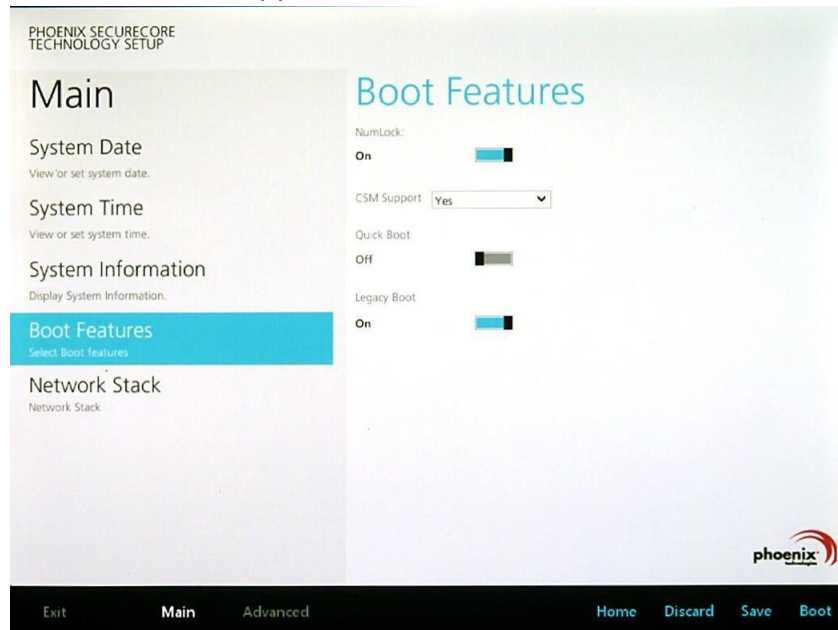 PHOENIX SECURECORE
TECHNOLOGY SETUP
Main
System Date
View or set system date.
System Time
View or set system time.
System Information
Display System Information.
Boot Features
Select Boot features
Network Stack
Network Stack
Boot Features
NumLock:
On
CSM Support Yes
Quick Boot
Off
Legacy Boot
On
phoenix
technologies
Exit Main Advanced Home Discard Save Boot